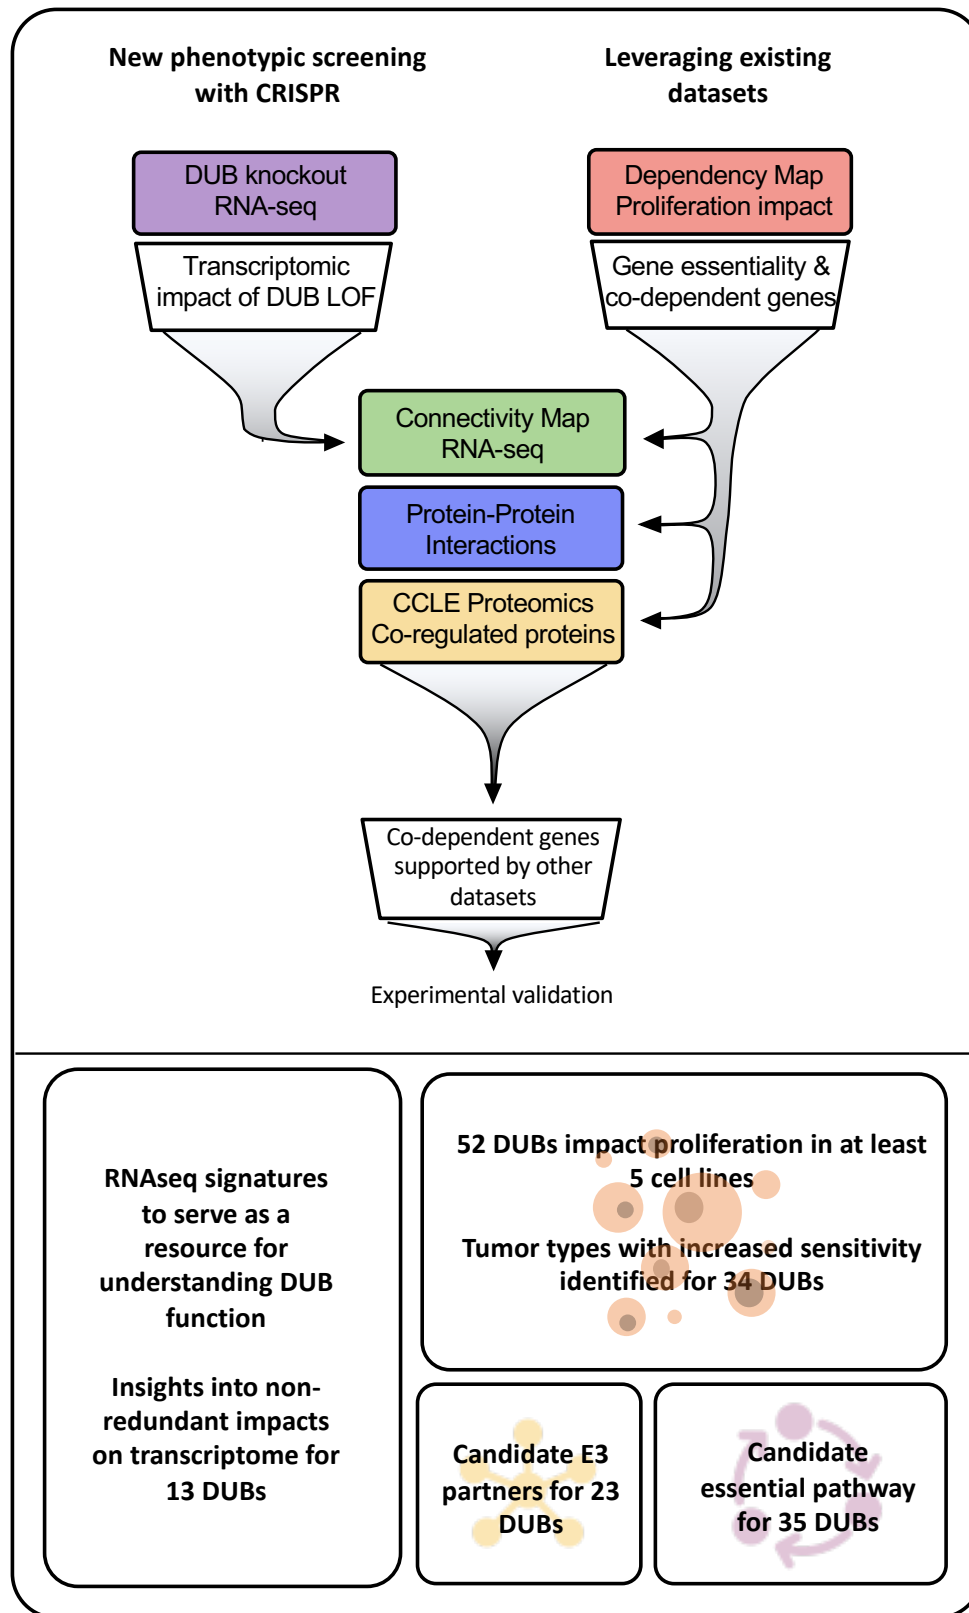 New phenotypic screening
with CRISPR
Leveraging existing
datasets
DUB knockout
RNA-seq
Dependency Map
Proliferation impact
Transcriptomic
impact of DUB LOF
Gene essentiality &
co-dependent genes
Connectivity Map
RNA-seq
Protein-Protein
Interactions
CCLE Proteomics
Co-regulated proteins
Co-dependent genes
supported by other
datasets
Experimental validation
RNAseq signatures
to serve as a
resource for
understanding DUB
function
Insights into non-
redundant impacts
on transcriptome for
13 DUBs
52 DUBs impact proliferation in at least
5 cell lines
Tumor types with increased sensitivity
identified for 34 DUBs
Candidate E3
partners for 23
DUBs
Candidate
essential pathway
for 35 DUBs